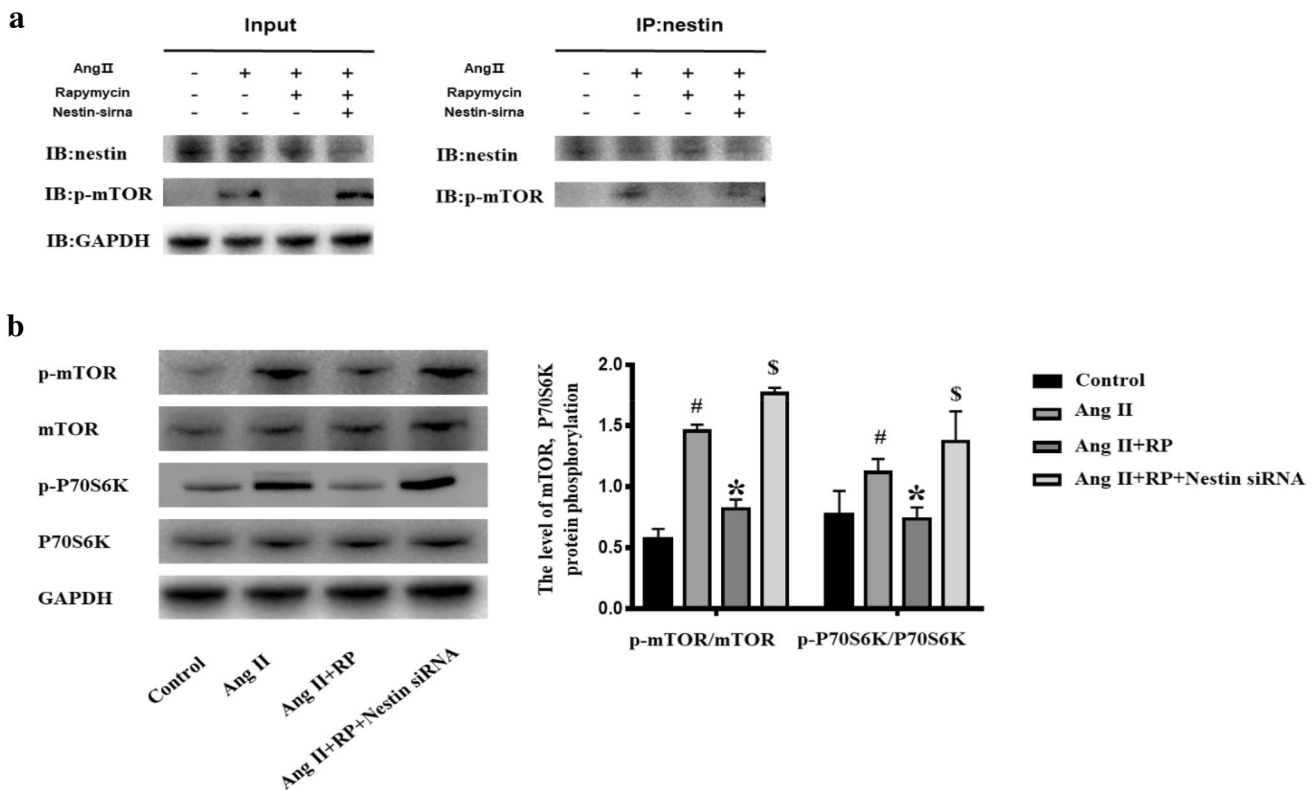 a
Input
AngⅡ - + + +
Rapymycin - - + +
Nestin-sirna - - - +
IB:nestin
IB:p-mTOR
IB:GAPDH
IP:nestin
AngⅡ - + + +
Rapymycin - - + +
Nestin-sirna - - - +
IB:nestin
IB:p-mTOR
b
p-mTOR
mTOR
p-P70S6K
P70S6K
GAPDH
Control
Ang II
Ang II+RP
Ang II+RP+Nestin siRNA
The level of mTOR, P70S6K
protein phosphorylation
2.0
1.5
1.0
0.5
0.0
# * $
# * $
p-mTOR/mTOR
p-P70S6K/P70S6K
Control
Ang II
Ang II+RP
Ang II+RP+Nestin siRNA